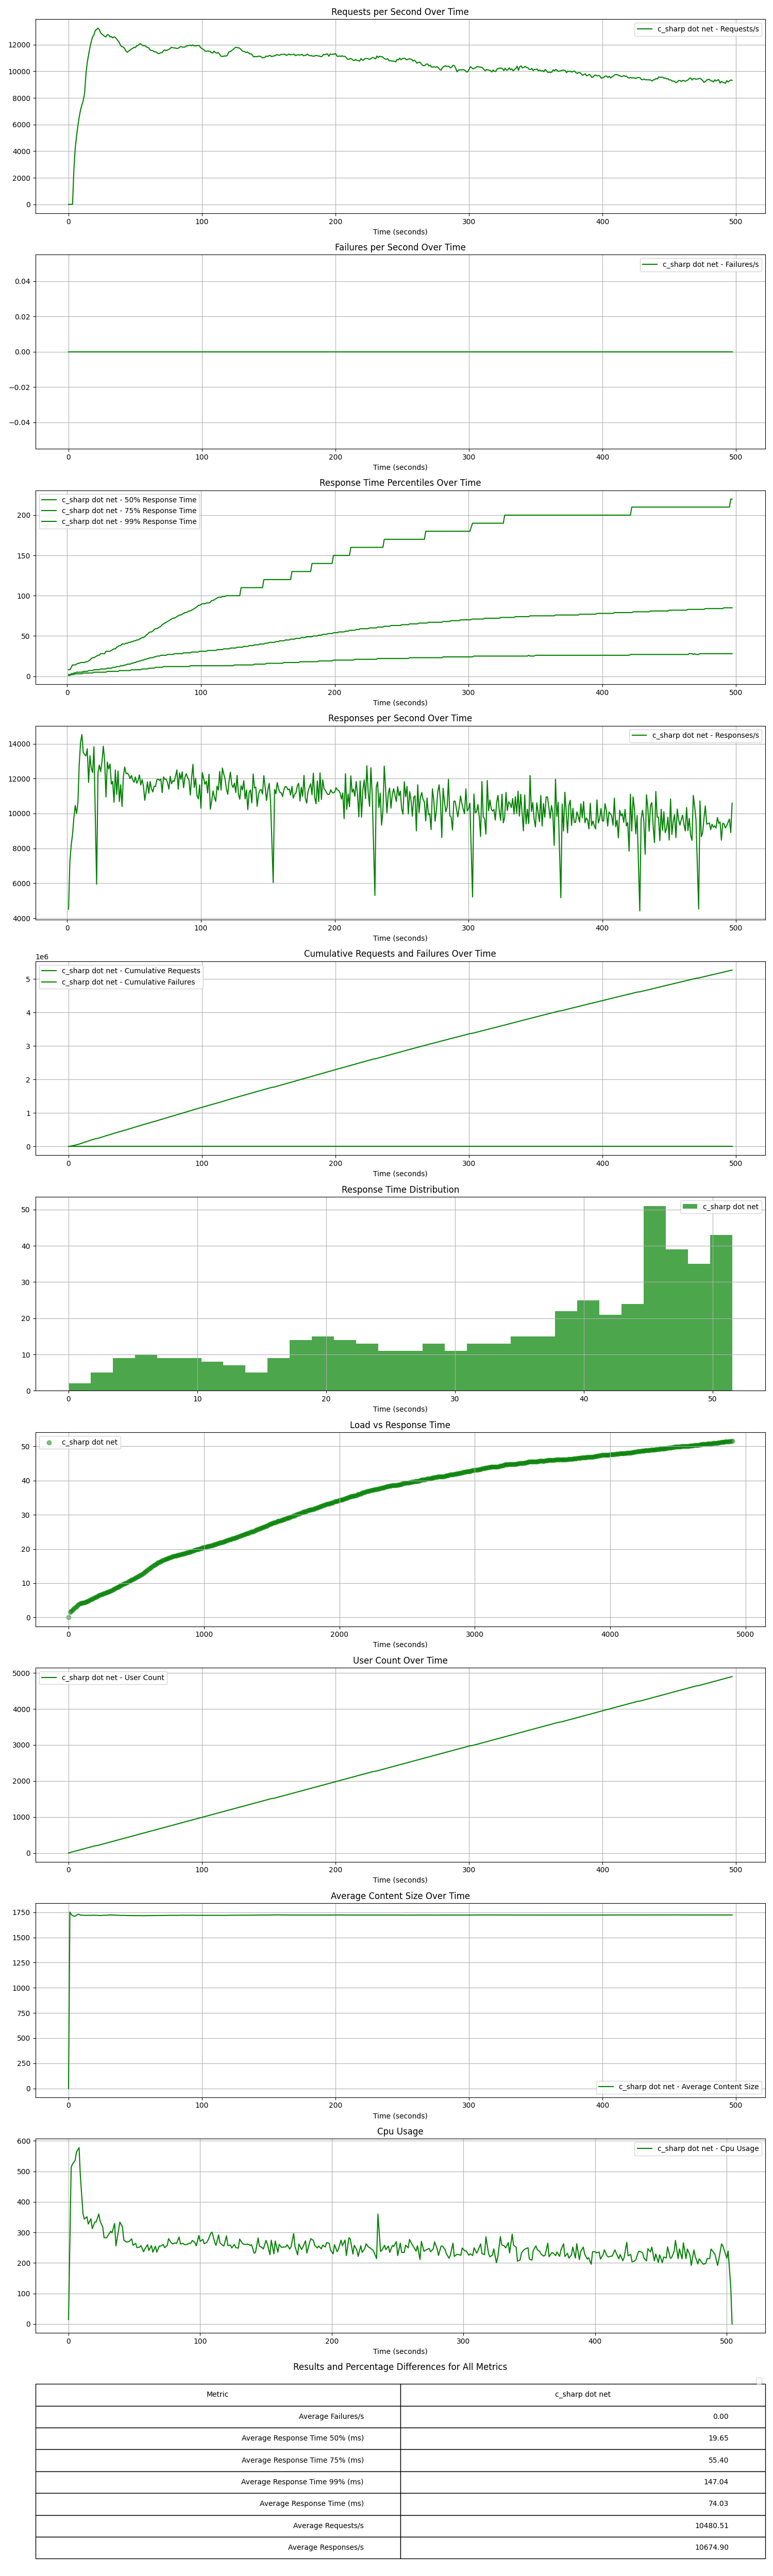 Requests per Second Over Time
c_sharp dot net - Requests/s
12000
10000
8000
6000
4000
2000
0
0 100 200 300 400 500
Time (seconds)
Failures per Second Over Time
c_sharp dot net - Failures/s
0.04
0.02
0.00
−0.02
−0.04
0 100 200 300 400 500
Time (seconds)
Response Time Percentiles Over Time
c_sharp dot net - 50% Response Time
c_sharp dot net - 75% Response Time
c_sharp dot net - 99% Response Time
200
150
100
50
0
0 100 200 300 400 500
Time (seconds)
Responses per Second Over Time
c_sharp dot net - Responses/s
14000
12000
10000
8000
6000
4000
0 100 200 300 400 500
Time (seconds)
Cumulative Requests and Failures Over Time
1e6
c_sharp dot net - Cumulative Requests
c_sharp dot net - Cumulative Failures
5
4
3
2
1
0
0 100 200 300 400 500
Time (seconds)
Response Time Distribution
c_sharp dot net
50
40
30
20
10
0
0 10 20 30 40 50
Time (seconds)
Load vs Response Time
c_sharp dot net
50
40
30
20
10
0
0 1000 2000 3000 4000 5000
Time (seconds)
User Count Over Time
c_sharp dot net - User Count
5000
4000
3000
2000
1000
0
0 100 200 300 400 500
Time (seconds)
Average Content Size Over Time
1750
1500
1250
1000
750
500
250
0
c_sharp dot net - Average Content Size
0 100 200 300 400 500
Time (seconds)
Cpu Usage
c_sharp dot net - Cpu Usage
600
500
400
300
200
100
0
0 100 200 300 400 500
Time (seconds)
Results and Percentage Differences for All Metrics
Metric c_sharp dot net
Average Failures/s 0.00
Average Response Time 50% (ms) 19.65
Average Response Time 75% (ms) 55.40
Average Response Time 99% (ms) 147.04
Average Response Time (ms) 74.03
Average Requests/s 10480.51
Average Responses/s 10674.90